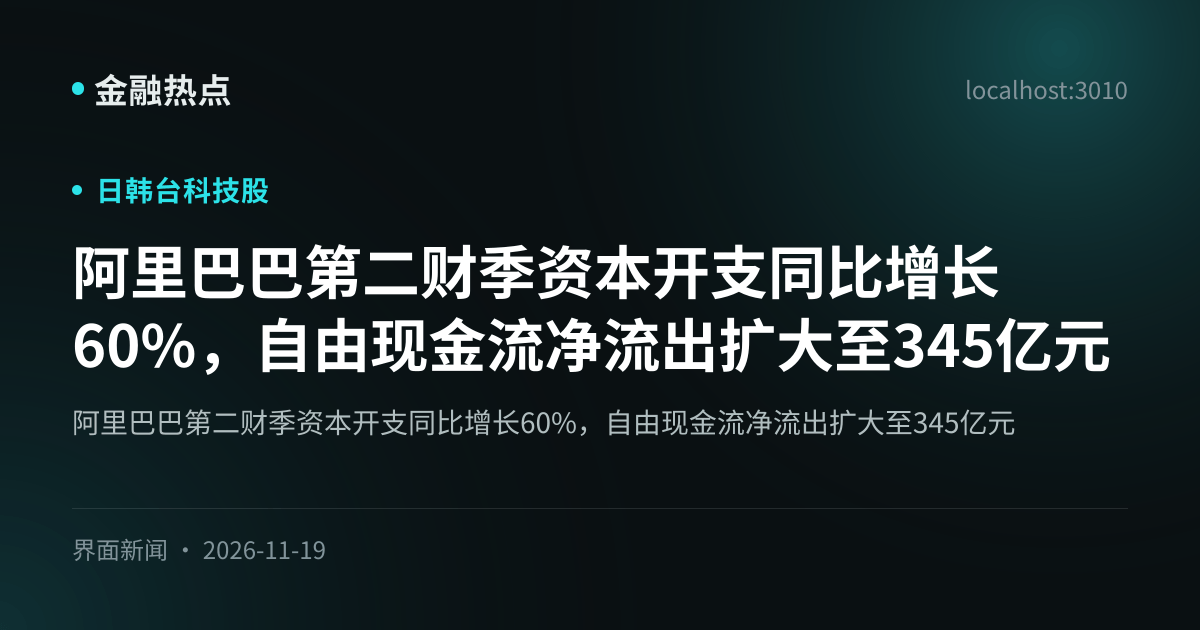 金融热点
localhost:3010
日韩台科技股
阿里巴巴第二财季资本开支同比增长
60%，自由现金流净流出扩大至345亿元
阿里巴巴第二财季资本开支同比增长60%，自由现金流净流出扩大至345亿元
界面新闻 • 2026-11-19